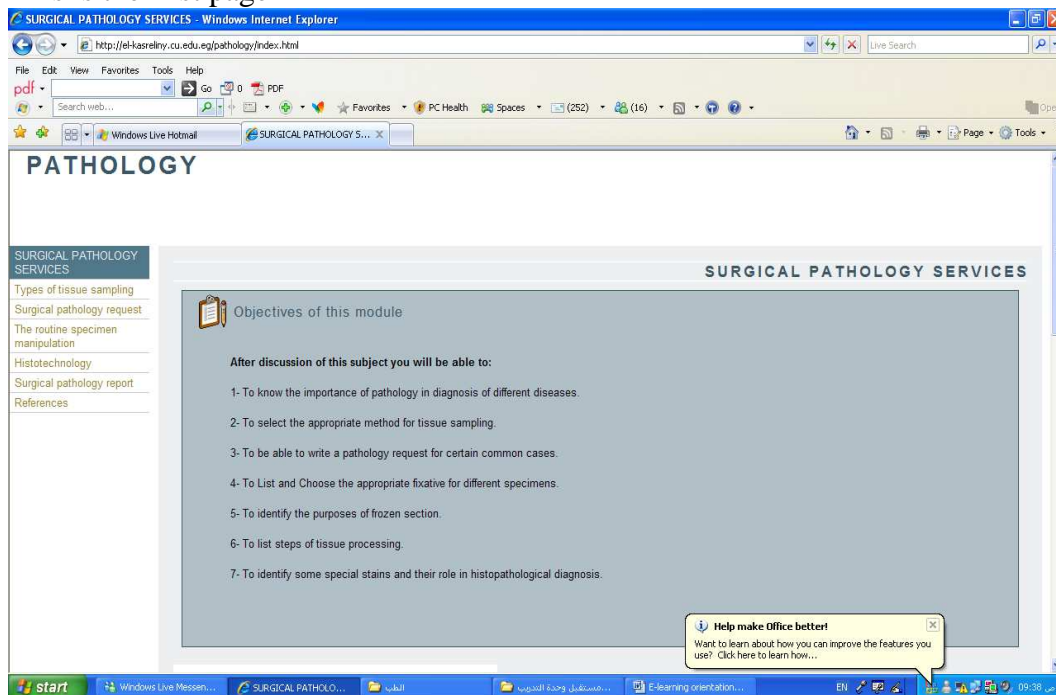 SURGICAL PATHOLOGY SERVICES - Windows Internet Explorer
http://el-kasreliny.cu.edu.eg/pathology/index.html
Live Search
File Edit View Favorites Tools Help
pdf Go 0 PDF
Search web... Favorites PC Health Spaces (252) (16)
Windows Live Hotmail SURGICAL PATHOLOGY S... Page Tools
PATHOLOGY
SURGICAL PATHOLOGY
SERVICES
Types of tissue sampling
Surgical pathology request
The routine specimen
manipulation
Histotechnology
Surgical pathology report
References
SURGICAL PATHOLOGY SERVICES
Objectives of this module
After discussion of this subject you will be able to:
1- To know the importance of pathology in diagnosis of different diseases.
2- To select the appropriate method for tissue sampling.
3- To be able to write a pathology request for certain common cases.
4- To List and Choose the appropriate fixative for different specimens.
5- To identify the purposes of frozen section.
6- To list steps of tissue processing.
7- To identify some special stains and their role in histopathological diagnosis.
Help make Office better!
Want to learn about how you can improve the features you
use? Click here to learn how...
start Windows Live Messen... SURGICAL PATHOLO... الطب مستقبل وحدة التدريب... E-learning orientation... EN 09:38